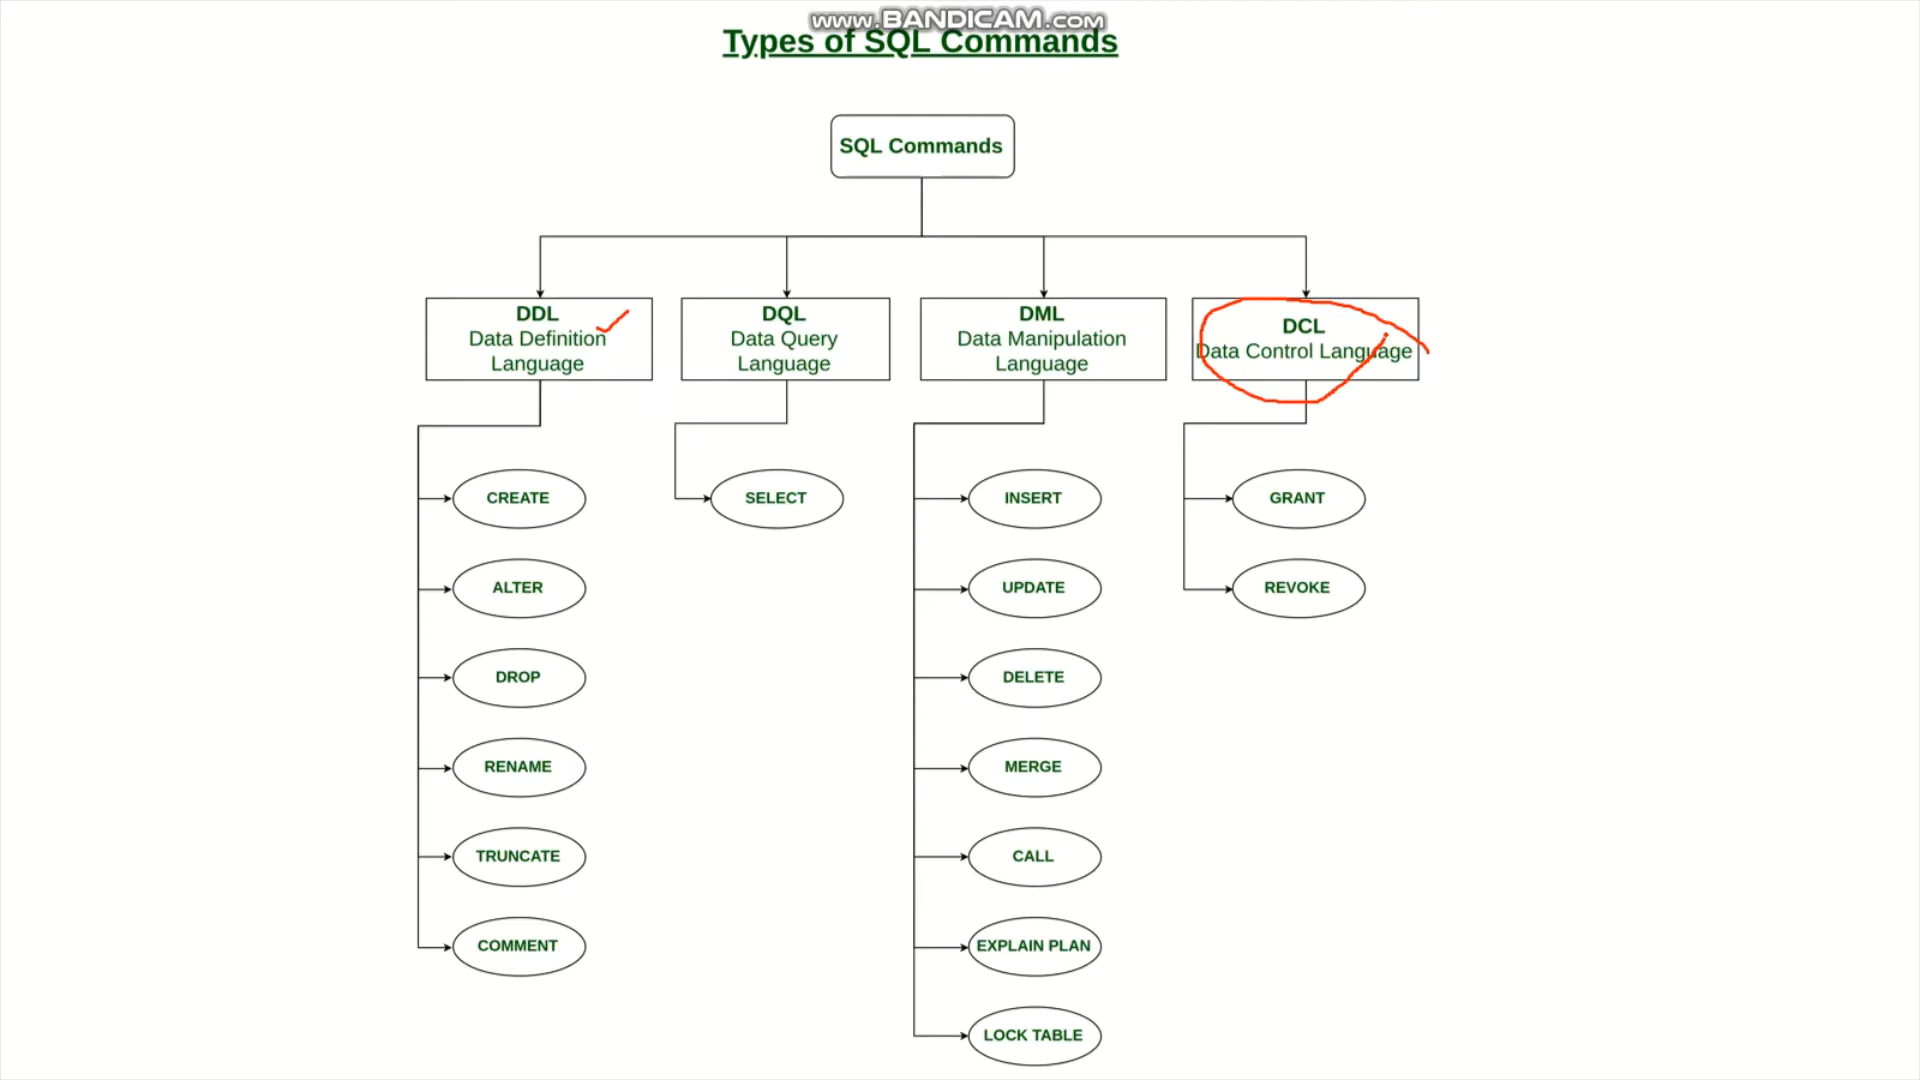 www.BANDICAM.com
Types of SQL Commands
SQL Commands
DDL
Data Definition
Language
DQL
Data Query
Language
DML
Data Manipulation
Language
DCL
Data Control Language
CREATE
ALTER
DROP
RENAME
TRUNCATE
COMMENT
SELECT
INSERT
UPDATE
DELETE
MERGE
CALL
EXPLAIN PLAN
LOCK TABLE
GRANT
REVOKE